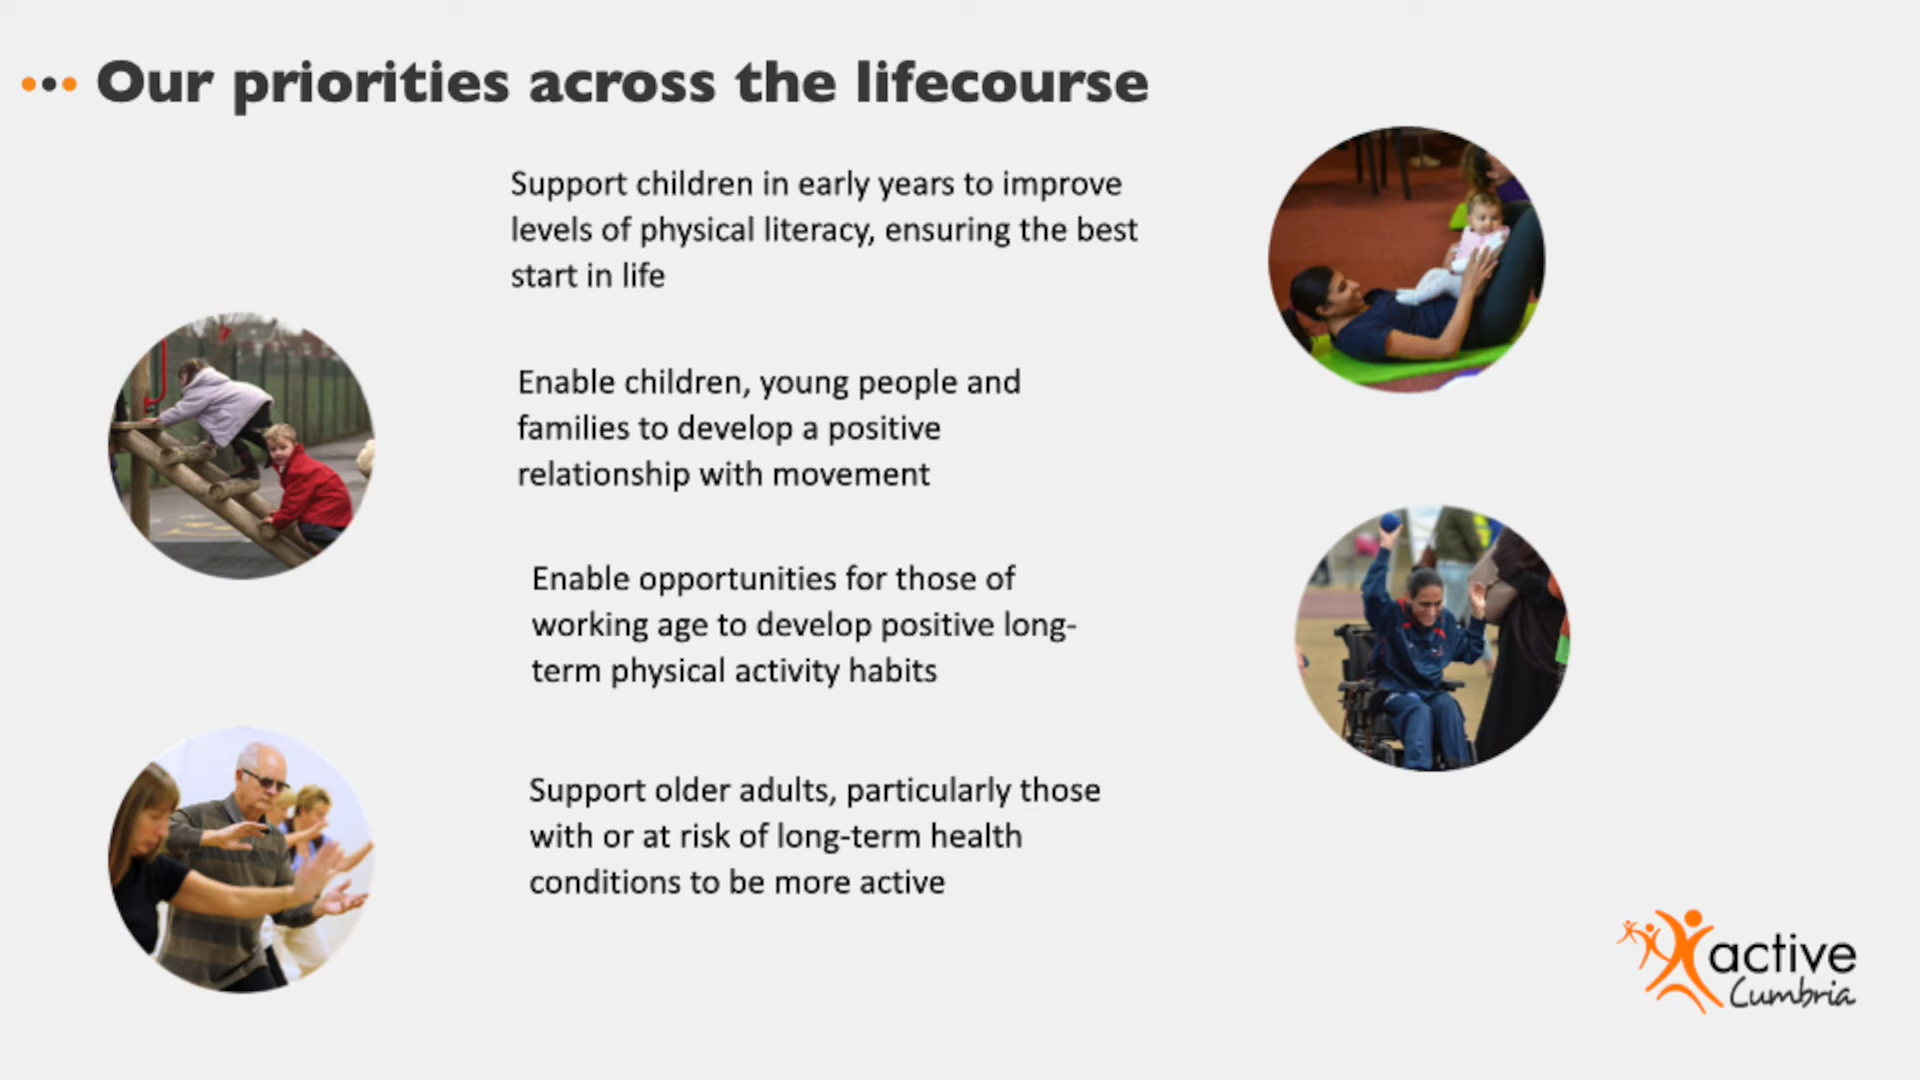 Our priorities across the lifecourse
Support children in early years to improve
levels of physical literacy, ensuring the best
start in life
Enable children, young people and
families to develop a positive
relationship with movement
Enable opportunities for those of
working age to develop positive long-
term physical activity habits
Support older adults, particularly those
with or at risk of long-term health
conditions to be more active
active
Cumbria